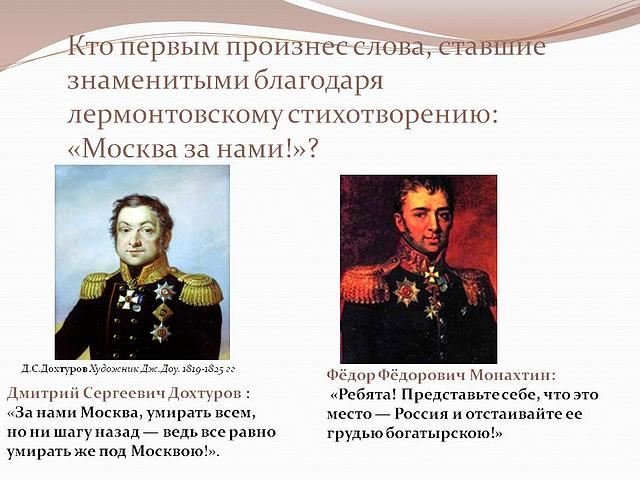 Кто первым произнес слова, ставшие
знаменитыми благодаря
лермонтовскому стихотворению:
«Москва за нами!»?
Д.С.Дохтуров Художник Дж.Доу. 1819-1825 гг
Дмитрий Сергеевич Дохтуров :
«За нами Москва, умирать всем,
но ни шагу назад — ведь все равно
умирать же под Москвою!».
Фёдор Фёдорович Монахтин:
«Ребята! Представьте себе, что это
место — Россия и отстаивайте ее
грудью богатырскою!»